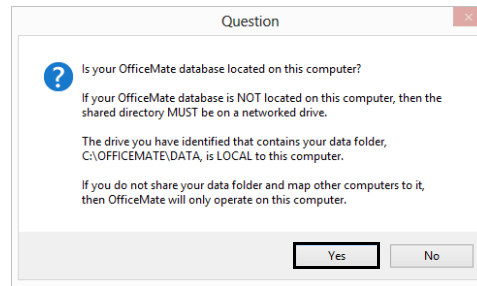 Question
Is your OfficeMate database located on this computer?
If your OfficeMate database is NOT located on this computer, then the
shared directory MUST be on a networked drive.
The drive you have identified that contains your data folder,
C:\OFFICEMATE\DATA, is LOCAL to this computer.
If you do not share your data folder and map other computers to it,
then OfficeMate will only operate on this computer.
Yes
No